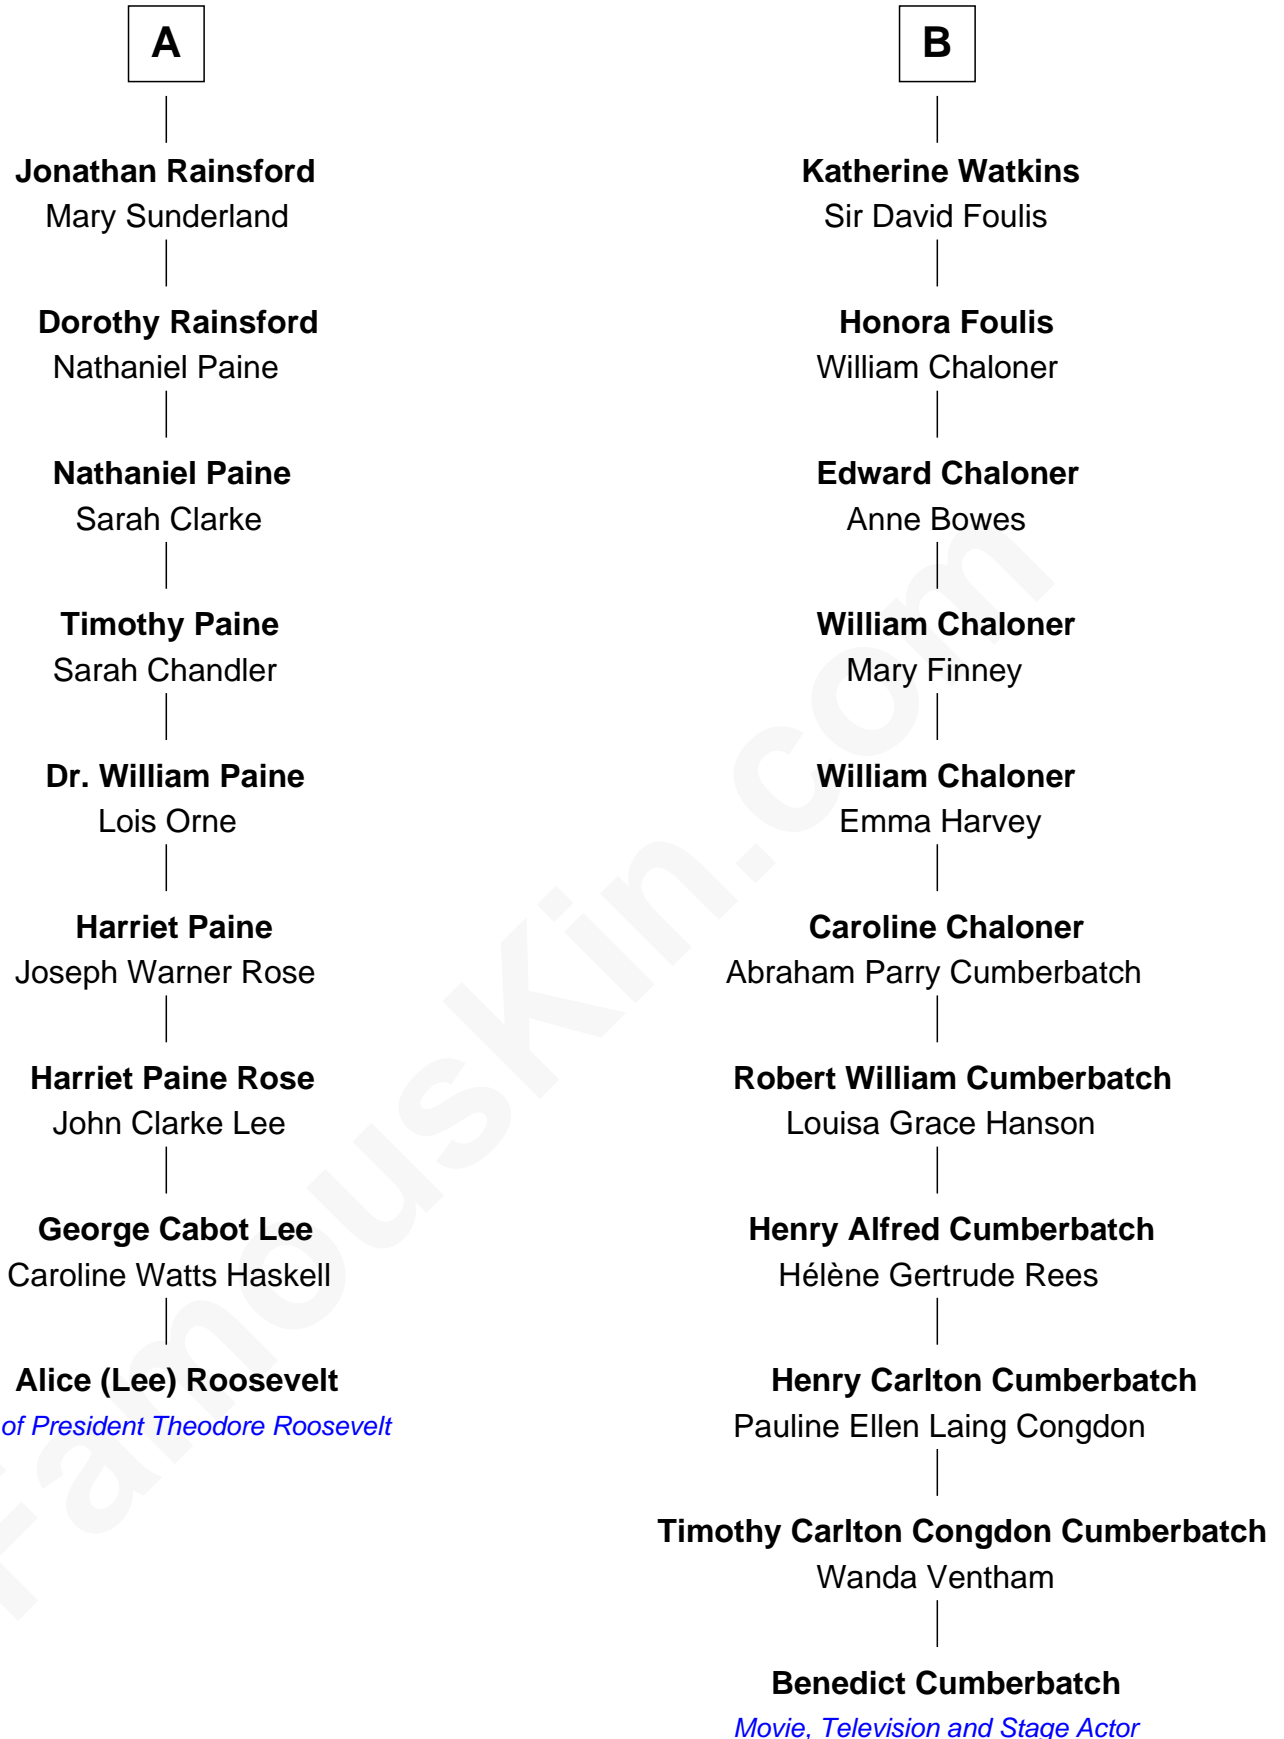 A
Jonathan Rainsford
Mary Sunderland
Dorothy Rainsford
Nathaniel Paine
Nathaniel Paine
Sarah Clarke
Timothy Paine
Sarah Chandler
Dr. William Paine
Lois Orne
Harriet Paine
Joseph Warner Rose
Harriet Paine Rose
John Clarke Lee
George Cabot Lee
Caroline Watts Haskell
Alice (Lee) Roosevelt
of President Theodore Roosevelt
B
Katherine Watkins
Sir David Foulis
Honora Foulis
William Chaloner
Edward Chaloner
Anne Bowes
William Chaloner
Mary Finney
William Chaloner
Emma Harvey
Caroline Chaloner
Abraham Parry Cumberbatch
Robert William Cumberbatch
Louisa Grace Hanson
Henry Alfred Cumberbatch
Hélène Gertrude Rees
Henry Carlton Cumberbatch
Pauline Ellen Laing Congdon
Timothy Carlton Congdon Cumberbatch
Wanda Ventham
Benedict Cumberbatch
Movie, Television and Stage Actor
FamousKin.com